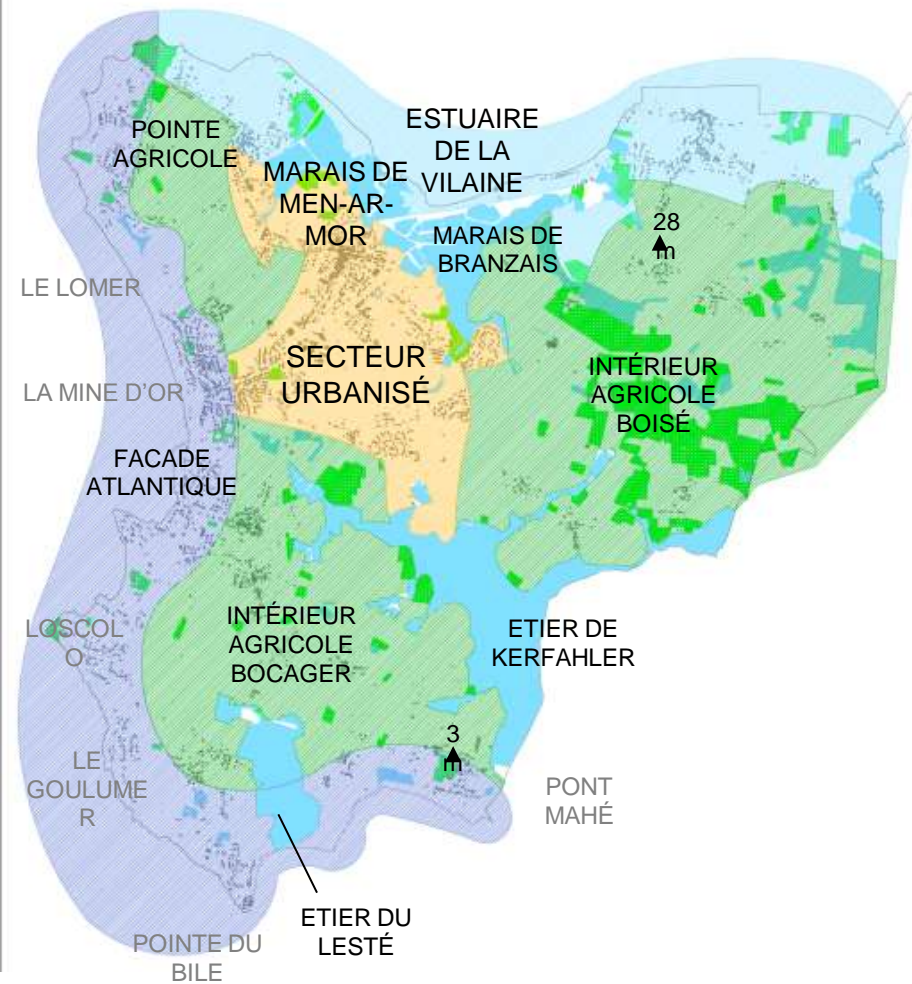 ESTUAIRE
DE LA
VILAINE
POINTE
AGRICOLE
MARAIS DE
MEN-AR-
MOR
MARAIS DE
BRANZAIS
28
m
LE LOMER
SECTEUR
URBANISÉ
LA MINE D'OR
INTÉRIEUR
AGRICOLE
BOISÉ
FACADE
ATLANTIQUE
INTÉRIEUR
AGRICOLE
BOCAGER
LOSCOL
O
ETIER DE
KERFAHLER
3
m
LE
GOULUME
R
PONT
MAHÉ
ETIER DU
LESTÉ
POINTE DU
BILE